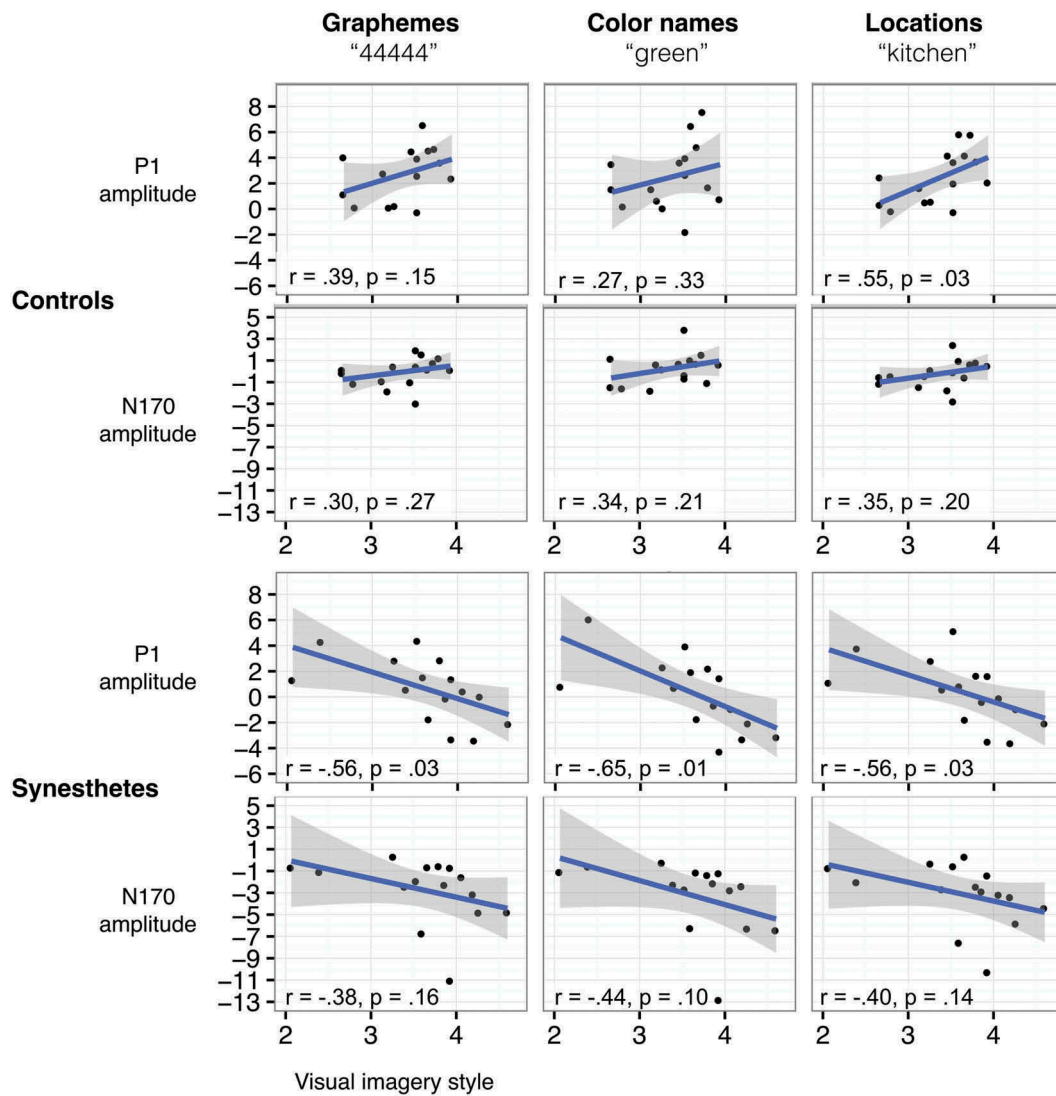 Graphemes Color names Locations
“44444” “green” “kitchen”
8
6
4
2
0
−2
−4
−6
P1
amplitude
r = .39, p = .15 r = .27, p = .33 r = .55, p = .03
Controls
5
3
1
−1
−3
−5
−7
−9
−11
−13
N170
amplitude
r = .30, p = .27 r = .34, p = .21 r = .35, p = .20
2 3 4 2 3 4 2 3 4
8
6
4
2
0
−2
−4
−6
P1
amplitude
r = -.56, p = .03 r = -.65, p = .01 r = -.56, p = .03
Synesthetes
5
3
1
−1
−3
−5
−7
−9
−11
−13
N170
amplitude
r = -.38, p = .16 r = -.44, p = .10 r = -.40, p = .14
2 3 4 2 3 4 2 3 4
Visual imagery style